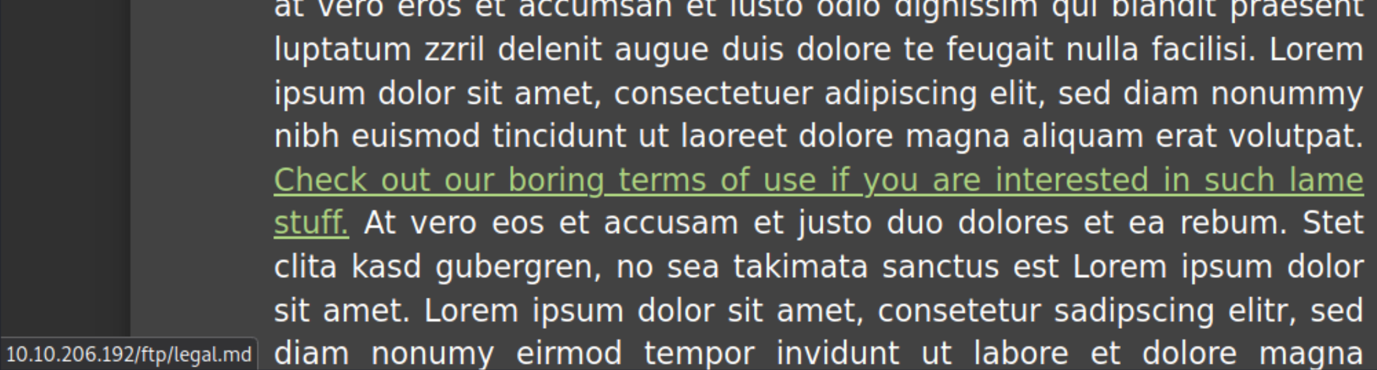 at vero eros et accumsan et iusto odio dignissim qui blandit praesent
luptatum zzril delenit augue duis dolore te feugait nulla facilisi. Lorem
ipsum dolor sit amet, consectetuer adipiscing elit, sed diam nonummy
nibh euismod tincidunt ut laoreet dolore magna aliquam erat volutpat.
Check out our boring terms of use if you are interested in such lame
stuff. At vero eos et accusam et justo duo dolores et ea rebum. Stet
clita kasd gubergren, no sea takimata sanctus est Lorem ipsum dolor
sit amet. Lorem ipsum dolor sit amet, consetetur sadipscing elitr, sed
diam nonumy eirmod tempor invidunt ut labore et dolore magna
10.10.206.192/ftp/legal.md